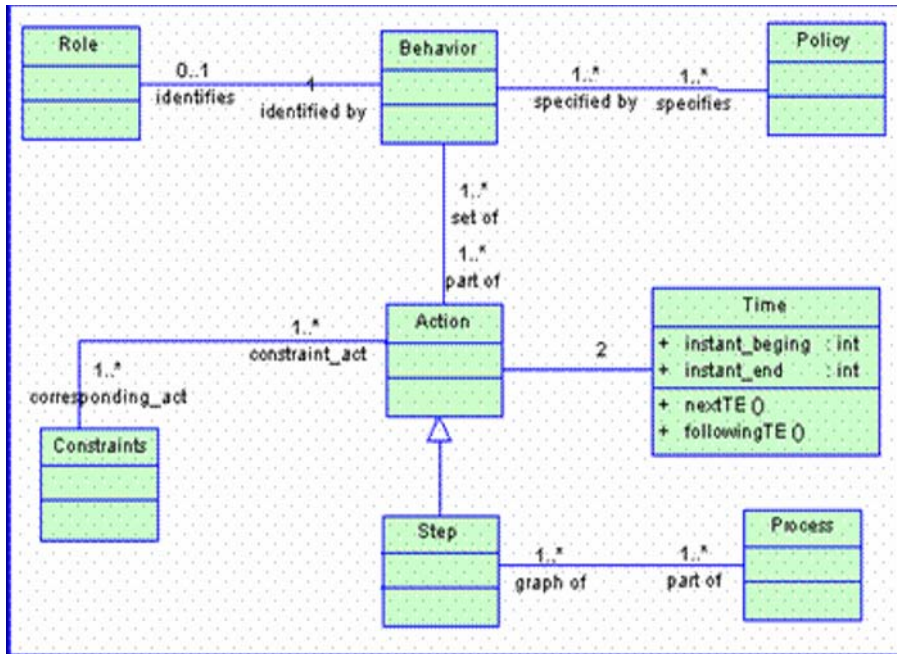 Role
Behavior
Policy
0..1
1
identifies
identified by
1..*
1..*
specified by
specifies
1..*
set of
1..*
part of
Action
Time
+ instant_beging : int
+ instant_end : int
+ nextTE ()
+ followingTE ()
2
1..*
constraint_act
1..*
corresponding_act
Constraints
Step
Process
1..*
1..*
graph of
part of